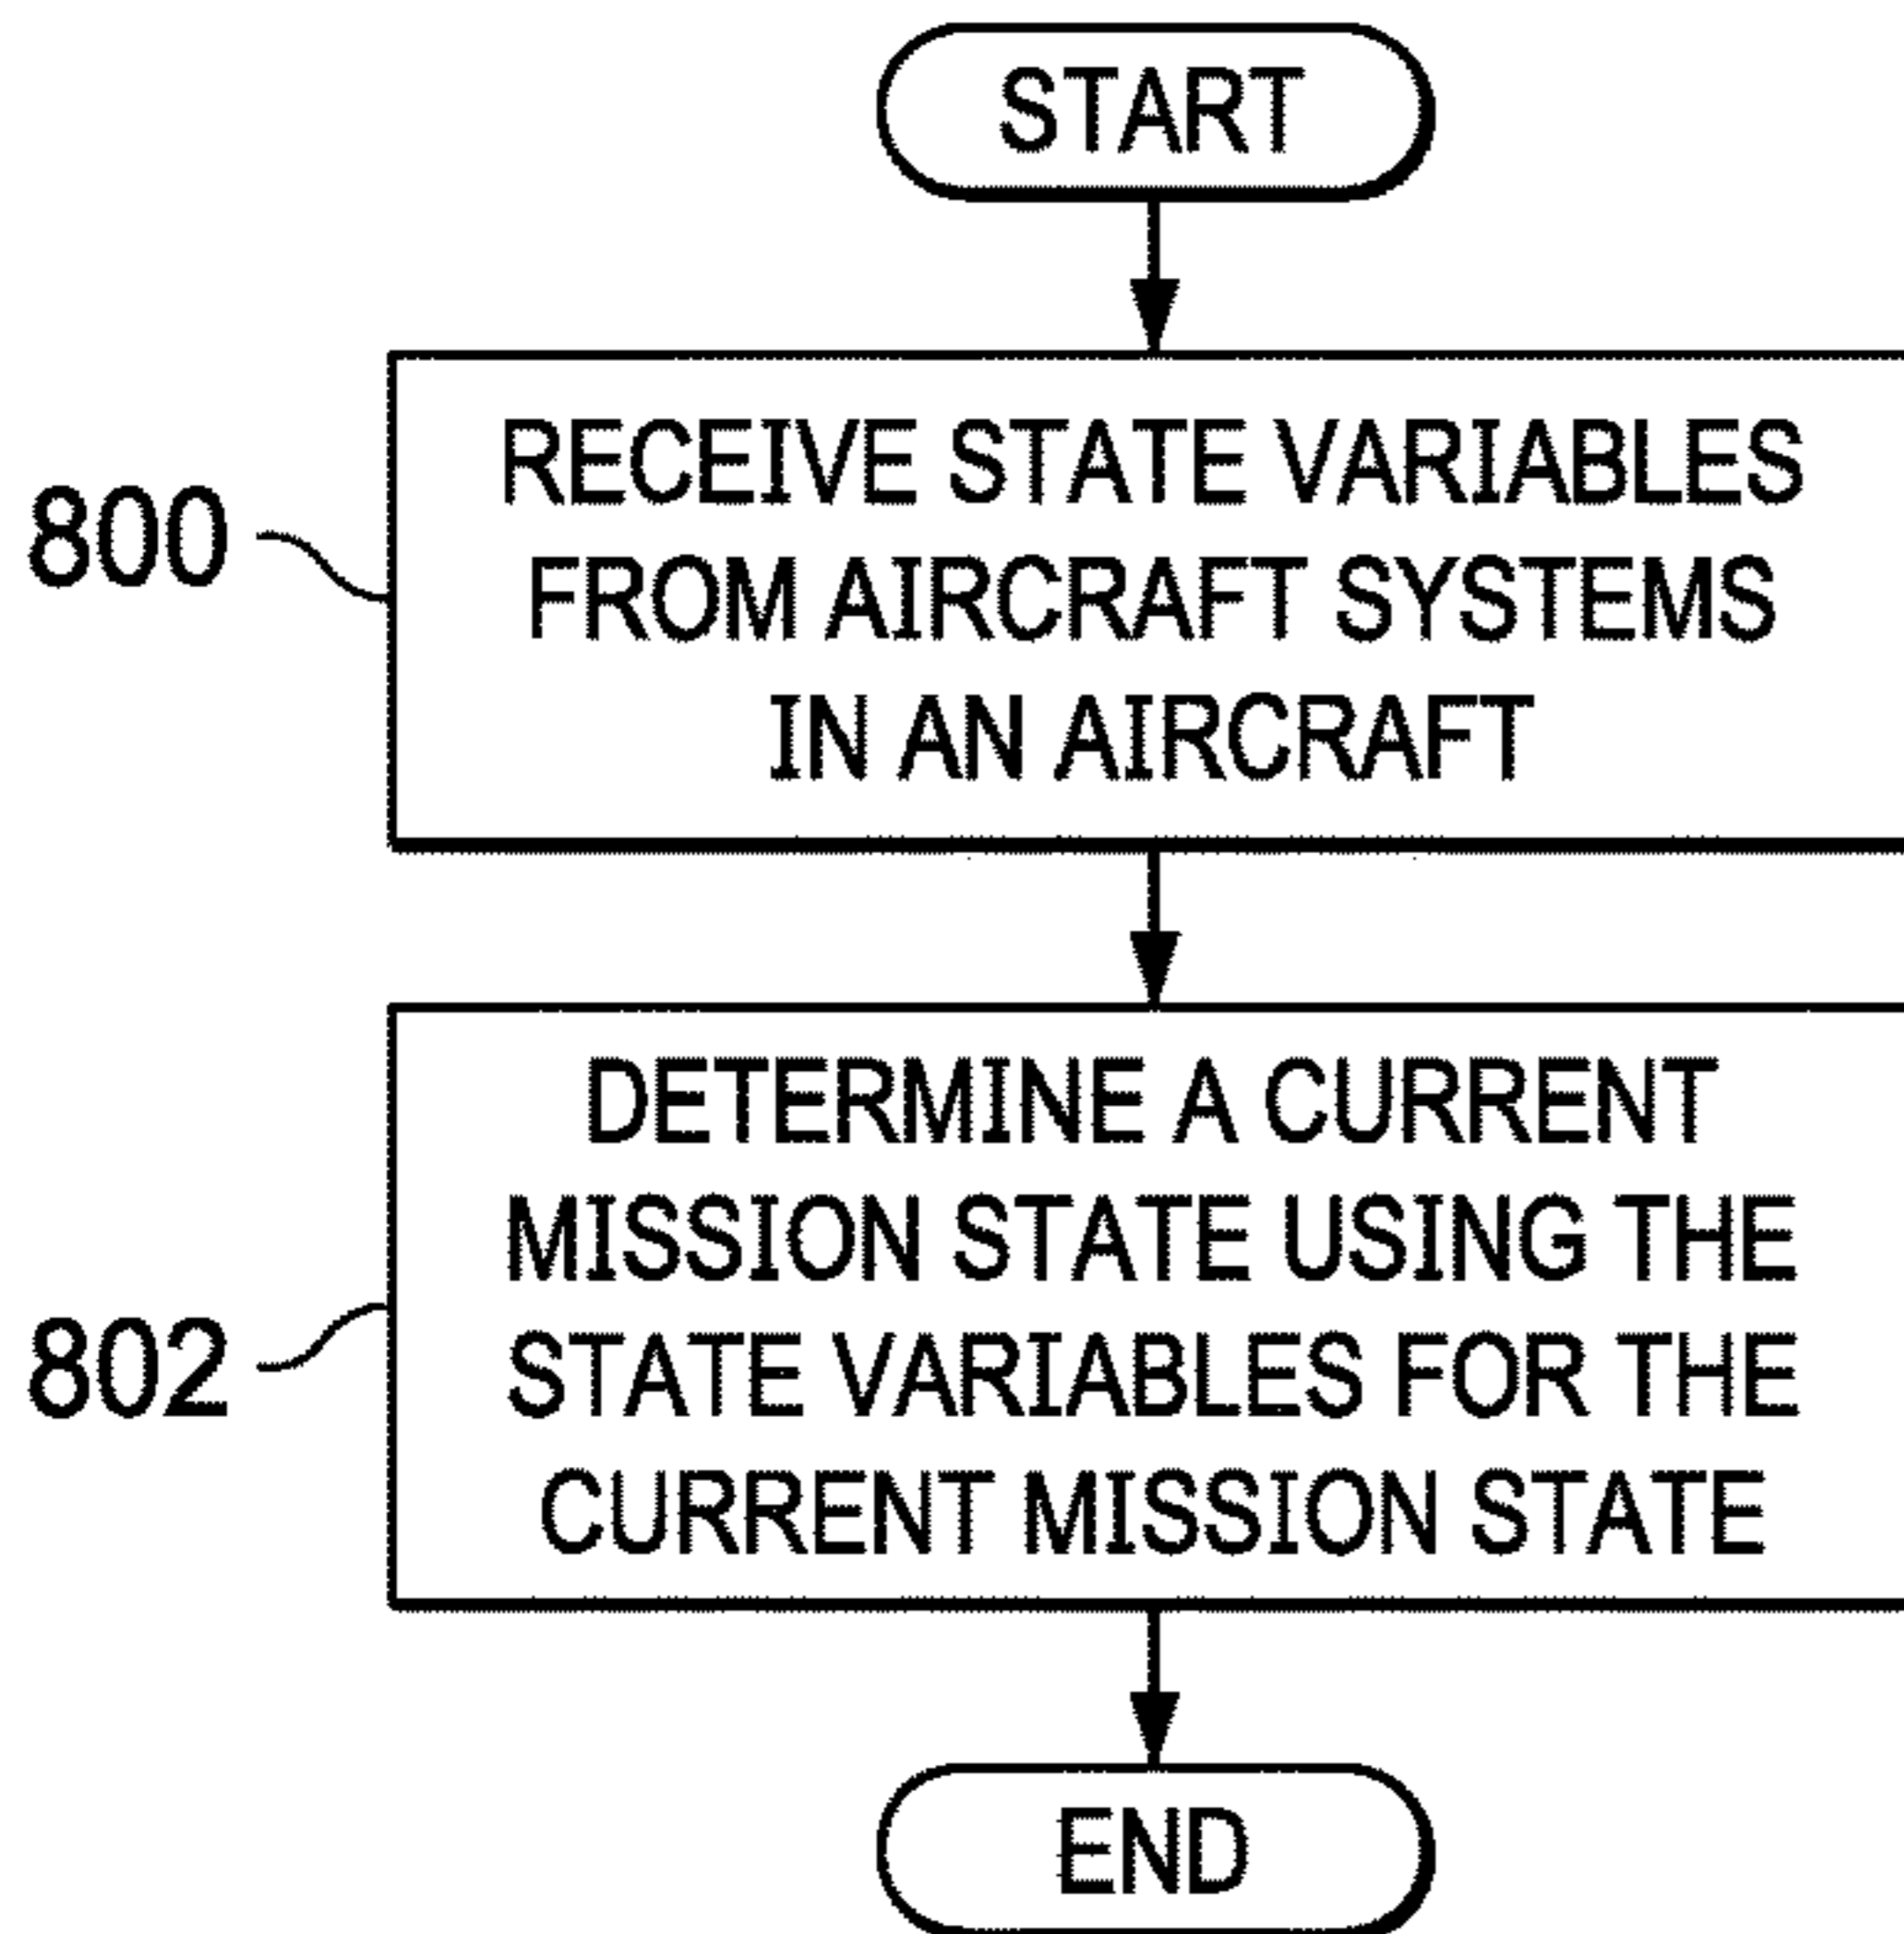 START
800
RECEIVE STATE VARIABLES
FROM AIRCRAFT SYSTEMS
IN AN AIRCRAFT
802
DETERMINE A CURRENT
MISSION STATE USING THE
STATE VARIABLES FOR THE
CURRENT MISSION STATE
END